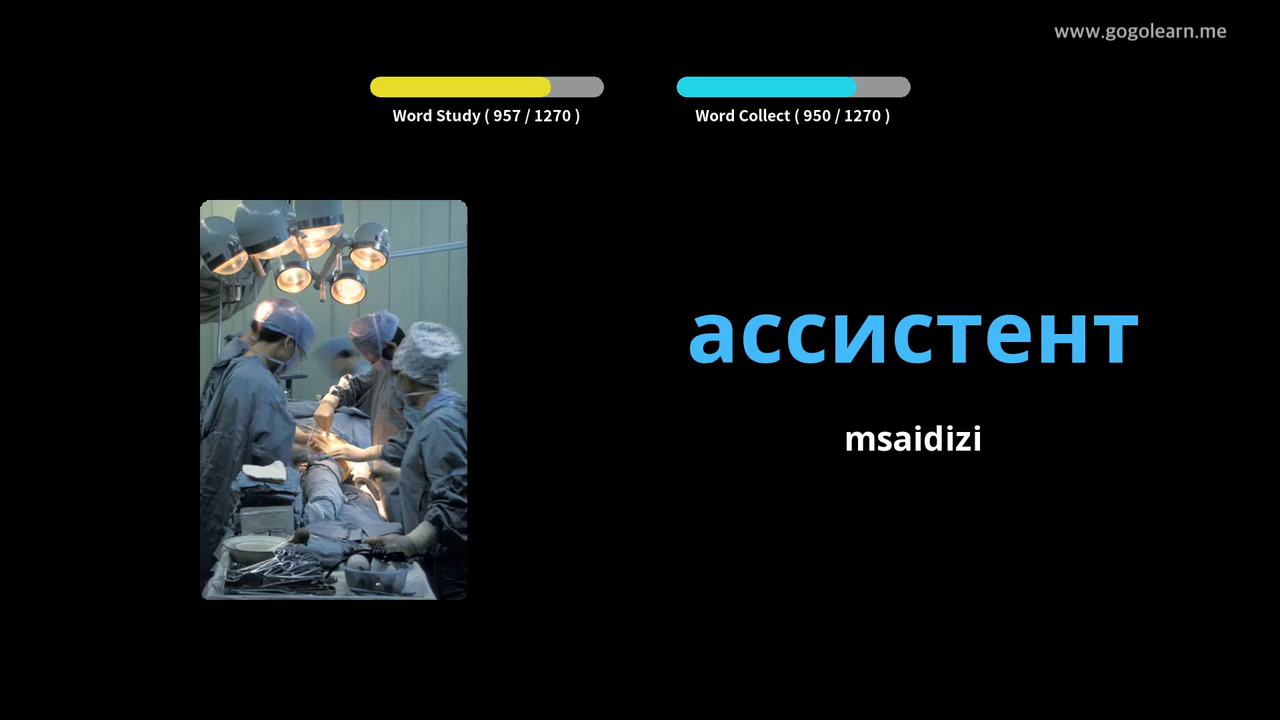 www.gogolearn.me
Word Study ( 957 / 1270 )
Word Collect ( 950 / 1270 )
ассистент
msaidizi